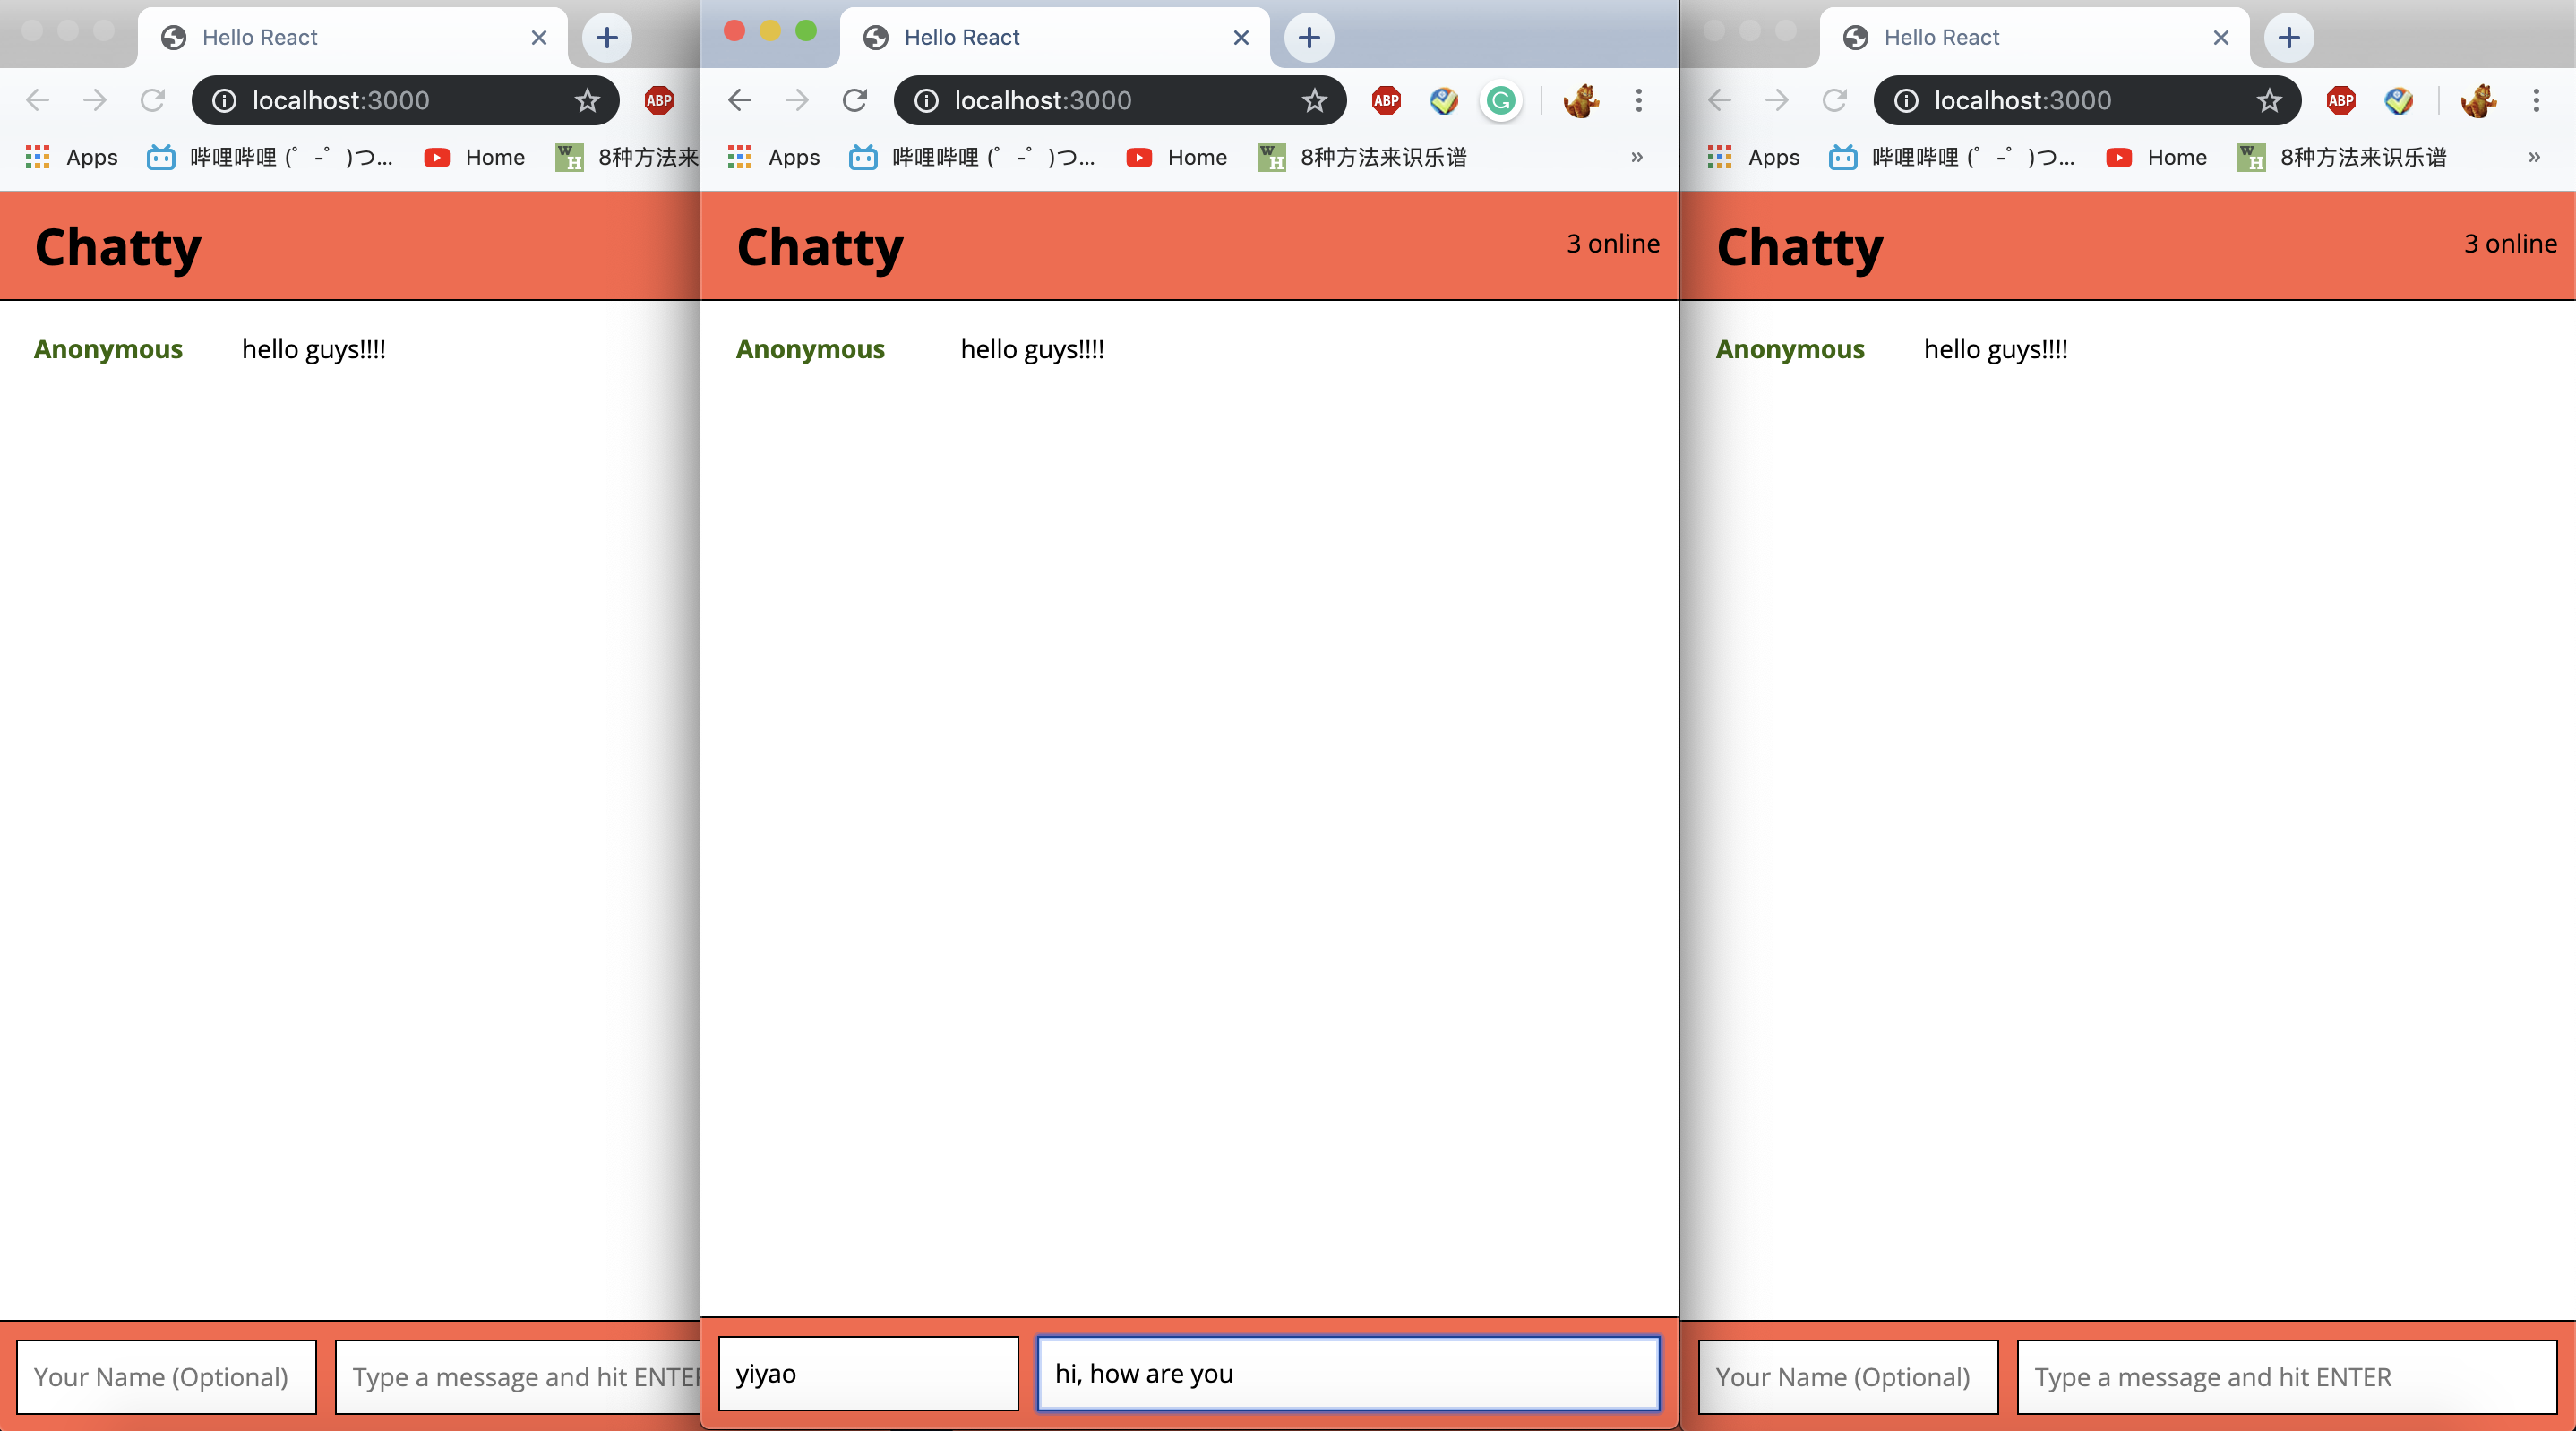 Hello React
localhost:3000
ABP
Apps 哔哩哔哩 (゜-゜)つ... Home WH 8种方法来
Chatty
Anonymous hello guys!!!!
Your Name (Optional) Type a message and hit ENTE
Hello React
localhost:3000
ABP
Apps 哔哩哔哩 (゜-゜)つ... Home WH 8种方法来识乐谱 »
Chatty 3 online
Anonymous hello guys!!!!
yiyao hi, how are you
Hello React
localhost:3000
ABP
Apps 哔哩哔哩 (゜-゜)つ... Home WH 8种方法来识乐谱 »
Chatty 3 online
Anonymous hello guys!!!!
Your Name (Optional) Type a message and hit ENTER